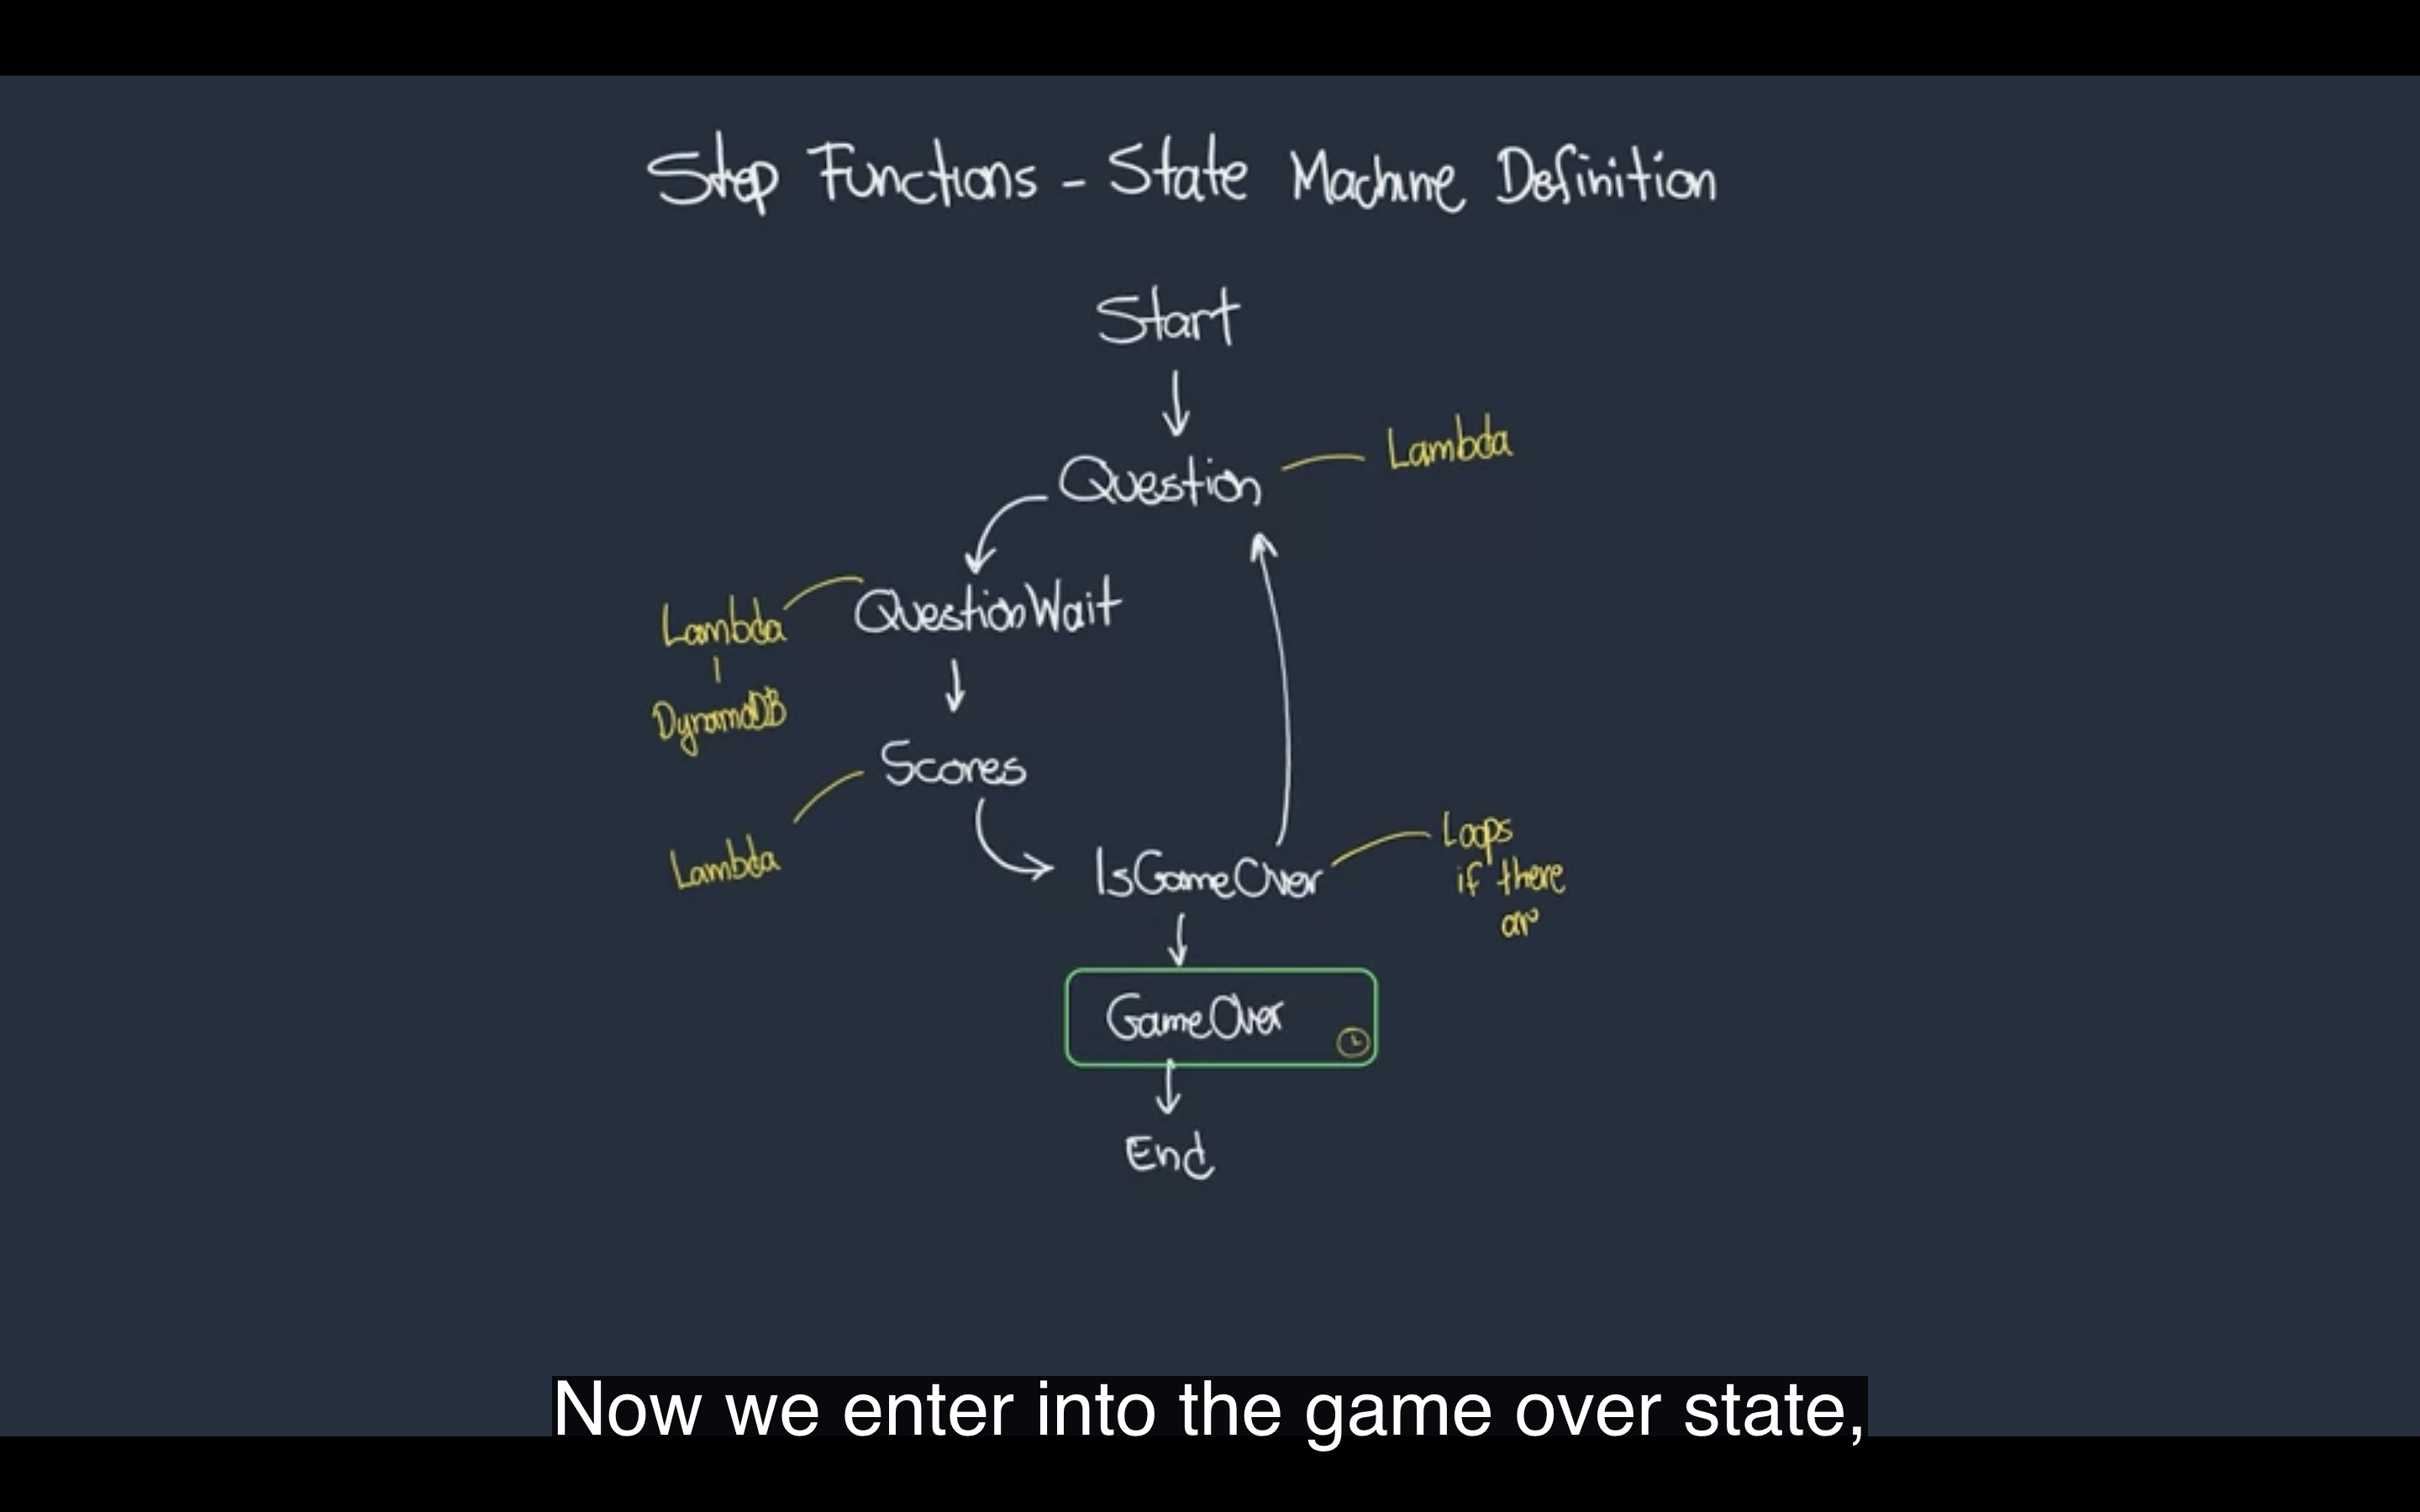 Step Functions - State Machine Definition
Start
Question
Lambda
QuestionWait
Lambda
DynamoDB
Scores
Lambda
IsGameOver
Loops
if there
ar
GameOver
End
Now we enter into the game over state,